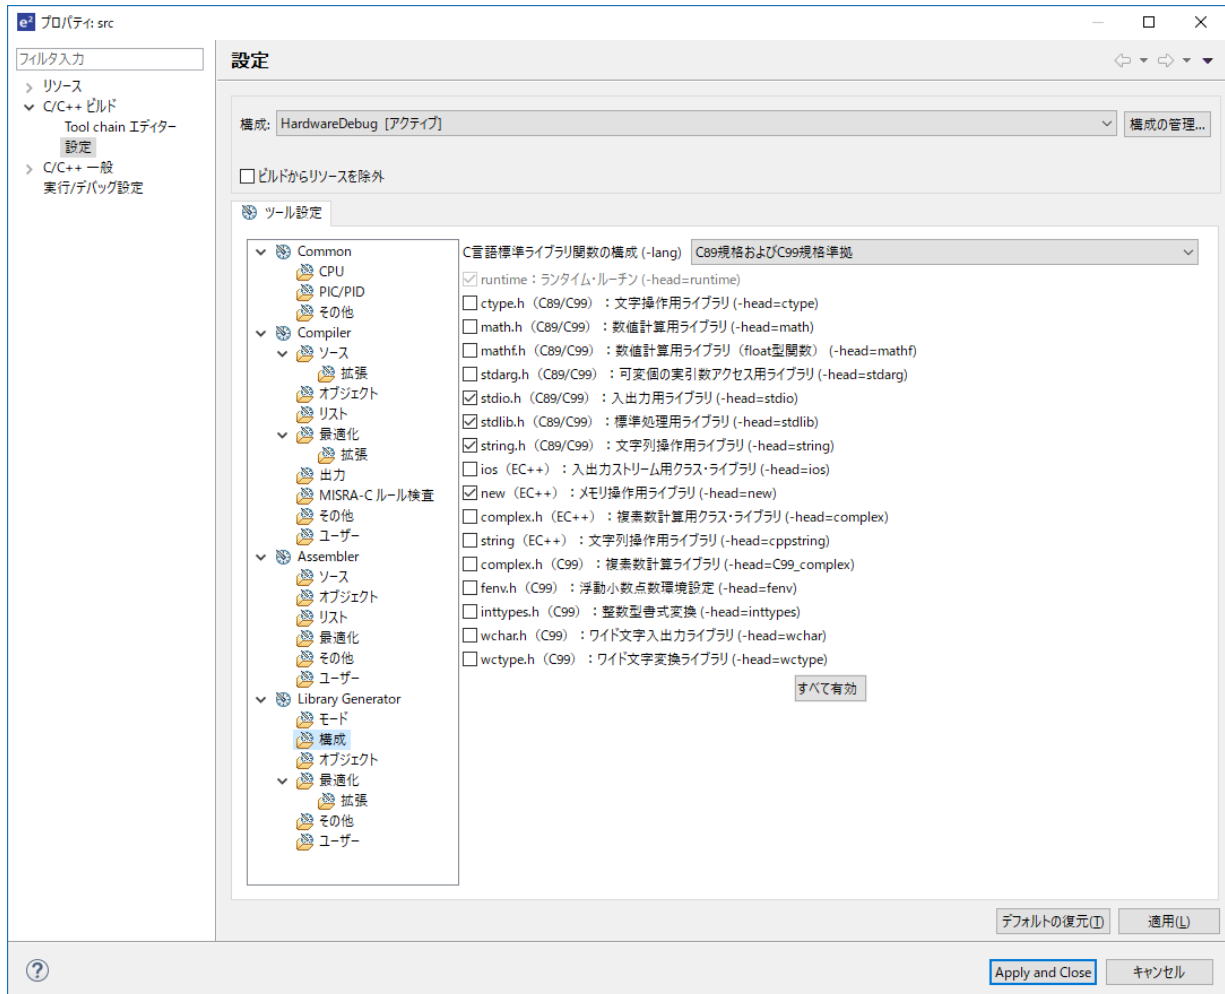 e² プロパティ: src
フィルタ入力
リソース
C/C++ ビルド
Tool chain エディター
設定
C/C++ 一般
実行/デバッグ設定
設定
構成: HardwareDebug [アクティブ]
構成の管理...
ビルドからリソースを除外
ツール設定
Common
CPU
PIC/PID
その他
Compiler
ソース
拡張
オブジェクト
リスト
最適化
拡張
出力
MISRA-C ルール検査
その他
ユーザー
Assembler
ソース
オブジェクト
リスト
最適化
その他
ユーザー
Library Generator
モード
構成
オブジェクト
最適化
拡張
その他
ユーザー
C言語標準ライブラリ関数の構成 (-lang) C89規格およびC99規格準拠
runtime：ランタイム・ルーチン (-head=runtime)
ctype.h（C89/C99）：文字操作用ライブラリ (-head=ctype)
math.h（C89/C99）：数値計算用ライブラリ (-head=math)
mathf.h（C89/C99）：数値計算用ライブラリ（float型関数） (-head=mathf)
stdarg.h（C89/C99）：可変個の実引数アクセス用ライブラリ (-head=stdarg)
stdio.h（C89/C99）：入出力用ライブラリ (-head=stdio)
stdlib.h（C89/C99）：標準処理用ライブラリ (-head=stdlib)
string.h（C89/C99）：文字列操作用ライブラリ (-head=string)
ios（EC++）：入出力ストリーム用クラス・ライブラリ (-head=ios)
new（EC++）：メモリ操作用ライブラリ (-head=new)
complex.h（EC++）：複素数計算用クラス・ライブラリ (-head=complex)
string（EC++）：文字列操作用ライブラリ (-head=cppstring)
complex.h（C99）：複素数計算ライブラリ (-head=C99_complex)
fenv.h（C99）：浮動小数点数環境設定 (-head=fenv)
inttypes.h（C99）：整数型書式変換 (-head=inttypes)
wchar.h（C99）：ワイド文字入出力ライブラリ (-head=wchar)
wctype.h（C99）：ワイド文字変換ライブラリ (-head=wctype)
すべて有効
デフォルトの復元(T)
適用(L)
?
Apply and Close
キャンセル